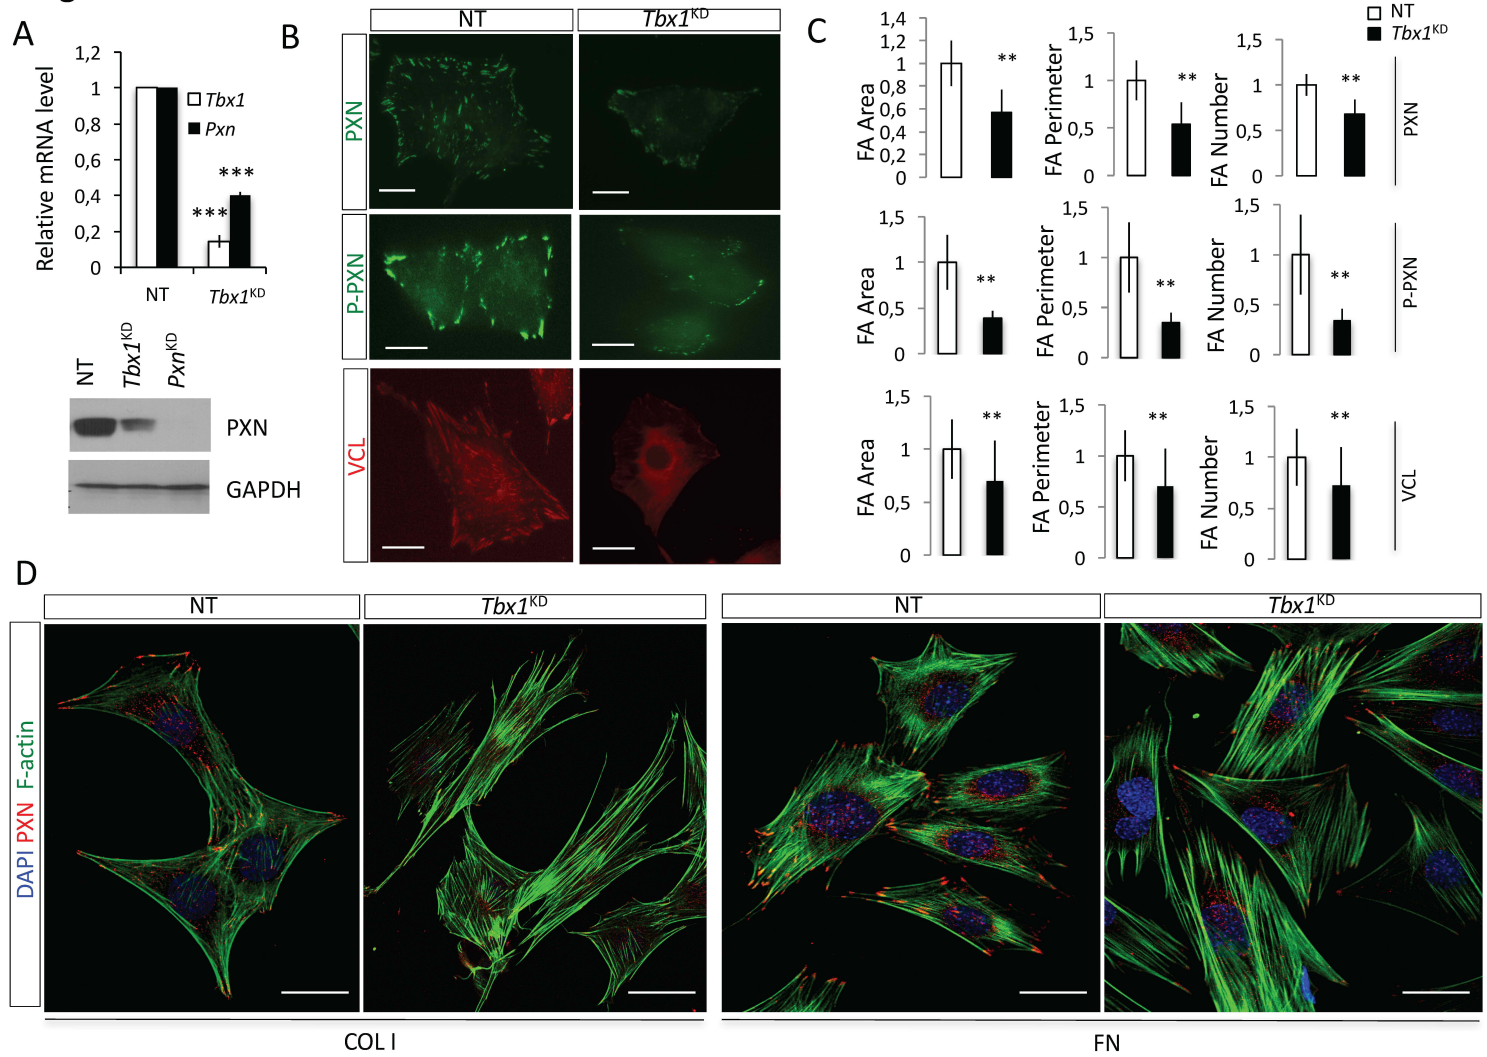 A
1,2
1
0,8
0,6
0,4
0,2
0
Relative mRNA level
Tbx1
Pxn
***
***
NT
Tbx1KD
NT
Tbx1KD
PxnKD
PXN
GAPDH
B
NT
Tbx1KD
PXN
P-PXN
VCL
C
NT
Tbx1KD
FA Area
1,4
1,2
1
0,8
0,6
0,4
0,2
0
**
FA Perimeter
1,5
1
0,5
0
**
FA Number
1,5
1
0,5
0
**
PXN
FA Area
1,5
1
0,5
0
**
FA Perimeter
1,5
1
0,5
0
**
FA Number
1,5
1
0,5
0
**
P-PXN
FA Area
1,5
1
0,5
0
**
FA Perimeter
1,5
1
0,5
0
**
FA Number
1,5
1
0,5
0
**
VCL
D
NT
Tbx1KD
NT
Tbx1KD
DAPI PXN F-actin
COL I
FN